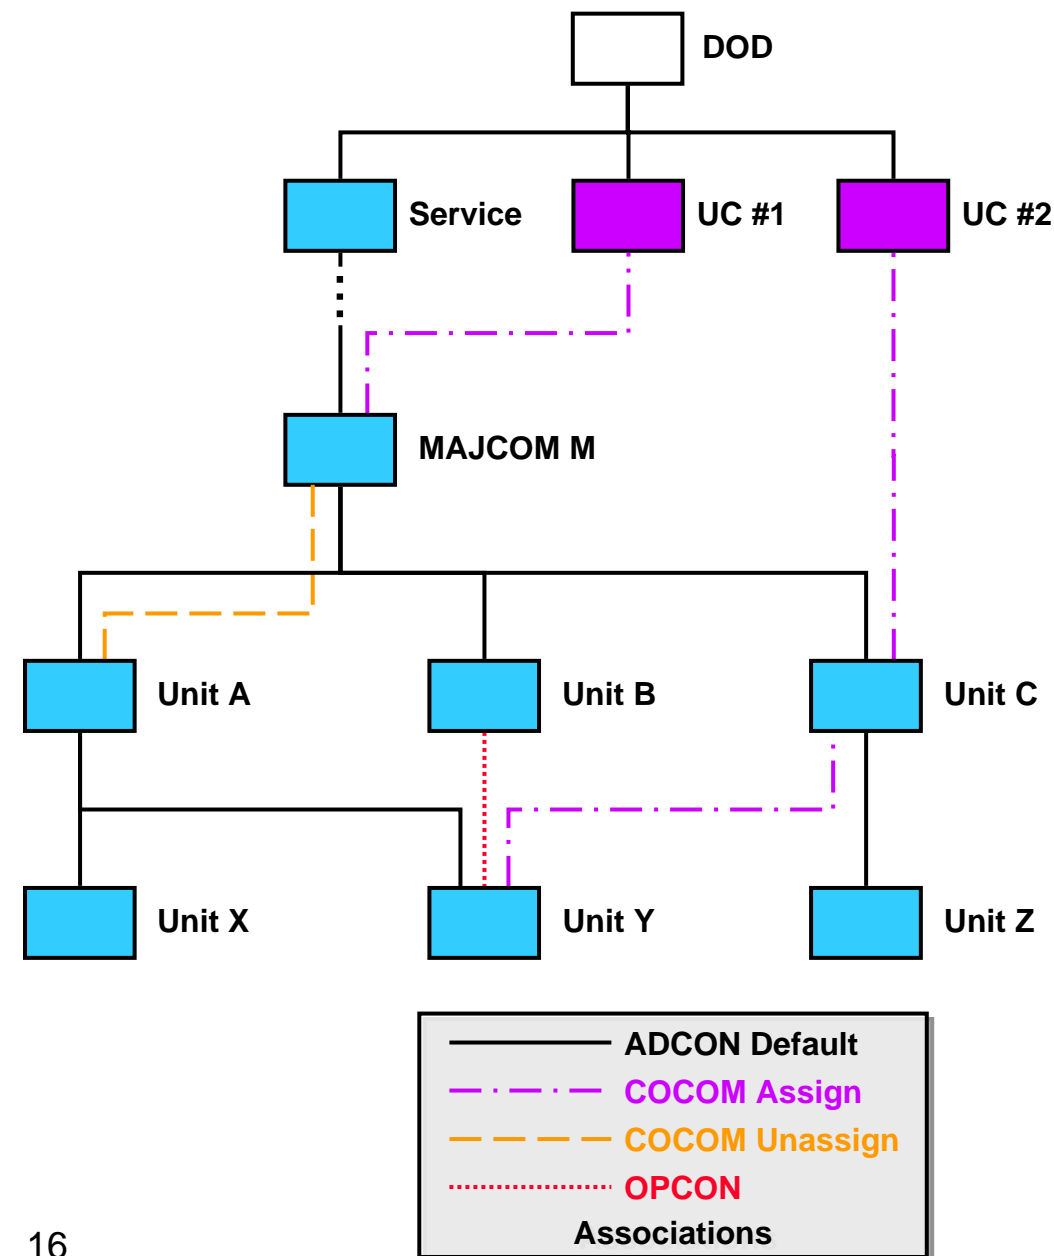 DOD
Service
UC #1
UC #2
MAJCOM M
Unit A
Unit B
Unit C
Unit X
Unit Y
Unit Z
ADCON Default
COCOM Assign
COCOM Unassign
OPCON
Associations
16